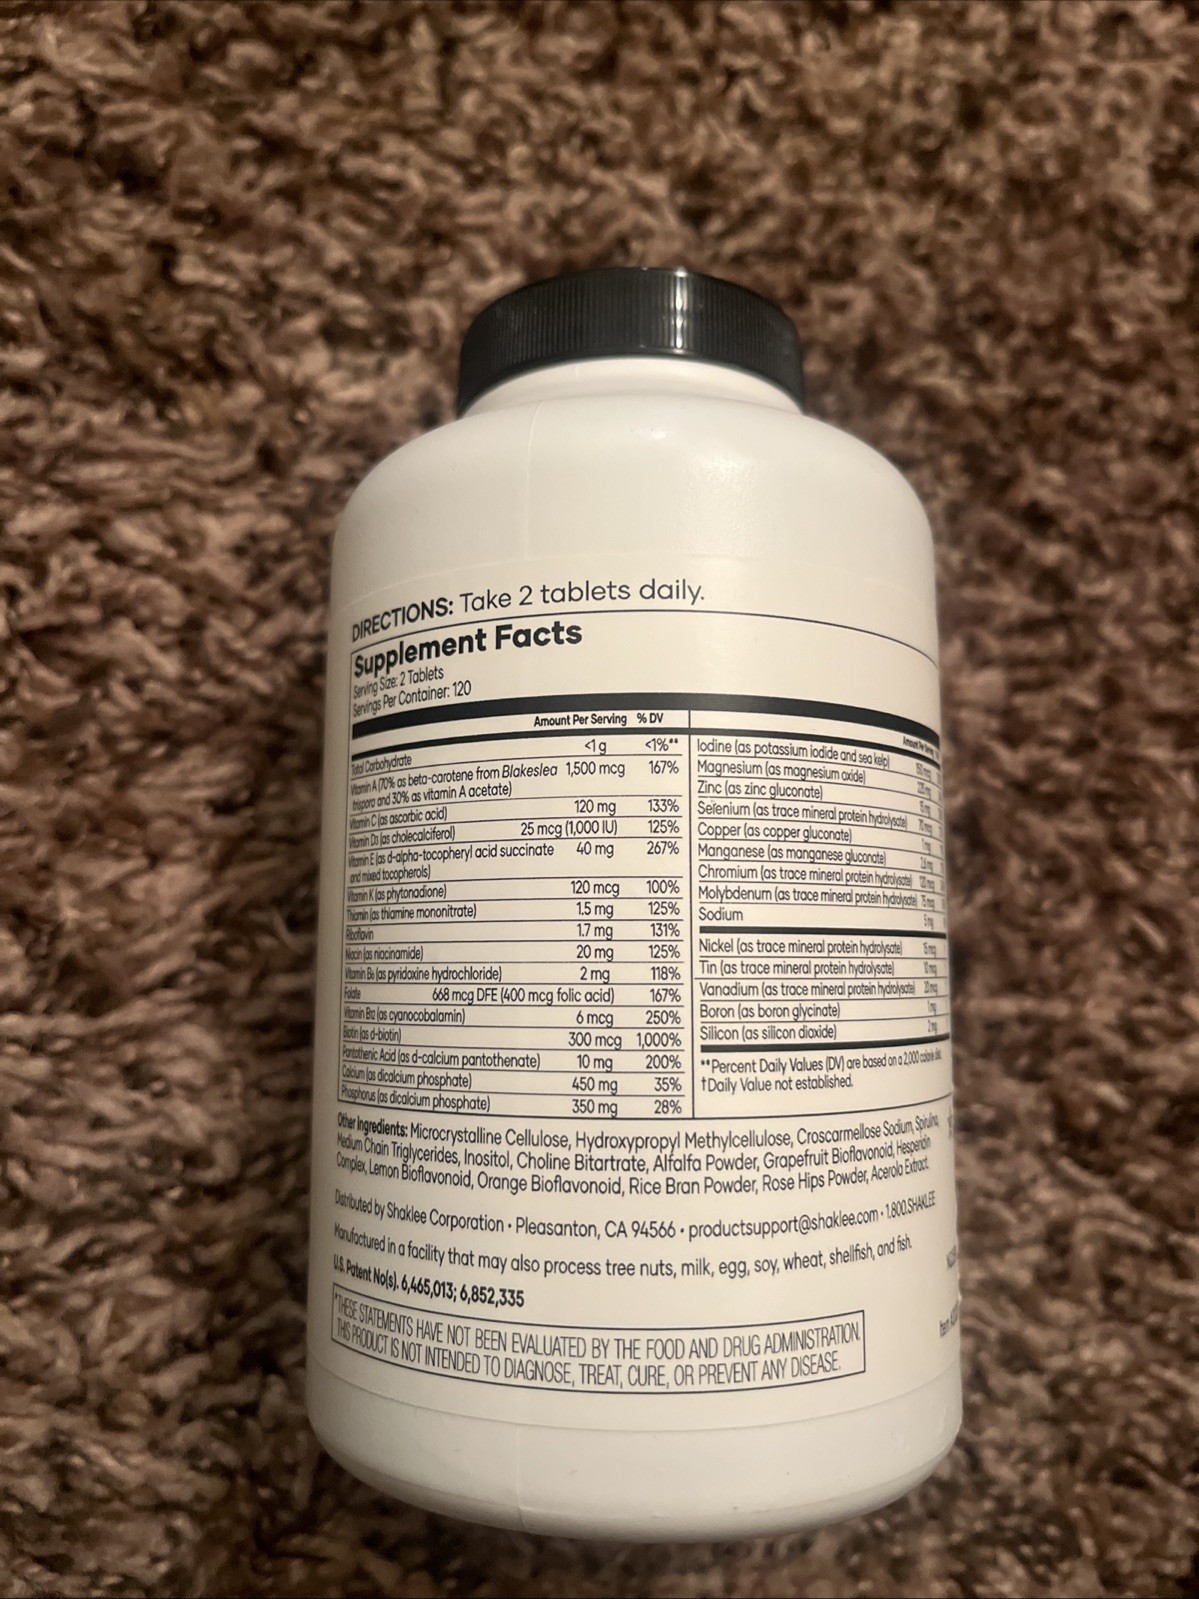 DIRECTIONS: Take 2 tablets daily.
Supplement Facts
Serving Size: 2 Tablets
Servings Per Container: 120
Amount Per Serving % DV
Total Carbohydrate <1 g <1%**
Vitamin A (70% as beta-carotene from Blakeslea 1,500 mcg 167%
trispora and 30% as vitamin A acetate)
Vitamin C (as ascorbic acid) 120 mg 133%
Vitamin D3 (as cholecalciferol) 25 mcg (1,000 IU) 125%
Vitamin E (as d-alpha-tocopheryl acid succinate 40 mg 267%
and mixed tocopherols)
Vitamin K (as phytonadione) 120 mcg 100%
Thiamin (as thiamine mononitrate) 1.5 mg 125%
Riboflavin 1.7 mg 131%
Niacin (as niacinamide) 20 mg 125%
Vitamin B6 (as pyridoxine hydrochloride) 2 mg 118%
Folate 668 mcg DFE (400 mcg folic acid) 167%
Vitamin B12 (as cyanocobalamin) 6 mcg 250%
Biotin (as d-biotin) 300 mcg 1,000%
Pantothenic Acid (as d-calcium pantothenate) 10 mg 200%
Calcium (as dicalcium phosphate) 450 mg 35%
Phosphorus (as dicalcium phosphate) 350 mg 28%
Amount Per Serving
Iodine (as potassium iodide and sea kelp)
Magnesium (as magnesium oxide)
Zinc (as zinc gluconate)
Selenium (as trace mineral protein hydrolysate)
Copper (as copper gluconate)
Manganese (as manganese gluconate)
Chromium (as trace mineral protein hydrolysate)
Molybdenum (as trace mineral protein hydrolysate)
Sodium 5 mg
Nickel (as trace mineral protein hydrolysate)
Tin (as trace mineral protein hydrolysate)
Vanadium (as trace mineral protein hydrolysate)
Boron (as boron glycinate) 1 mg
Silicon (as silicon dioxide) 2 mg
**Percent Daily Values (DV) are based on a 2,000 calorie diet.
†Daily Value not established.
Other Ingredients: Microcrystalline Cellulose, Hydroxypropyl Methylcellulose, Croscarmellose Sodium, Spirulina,
Medium Chain Triglycerides, Inositol, Choline Bitartrate, Alfalfa Powder, Grapefruit Bioflavonoid, Hesperidin
Complex, Lemon Bioflavonoid, Orange Bioflavonoid, Rice Bran Powder, Rose Hips Powder, Acerola Extract.
Distributed by Shaklee Corporation • Pleasanton, CA 94566 • productsupport@shaklee.com • 1.800.SHAKLEE
Manufactured in a facility that may also process tree nuts, milk, egg, soy, wheat, shellfish, and fish.
U.S. Patent No(s). 6,465,013; 6,852,335
*THESE STATEMENTS HAVE NOT BEEN EVALUATED BY THE FOOD AND DRUG ADMINISTRATION.
THIS PRODUCT IS NOT INTENDED TO DIAGNOSE, TREAT, CURE, OR PREVENT ANY DISEASE.
Item